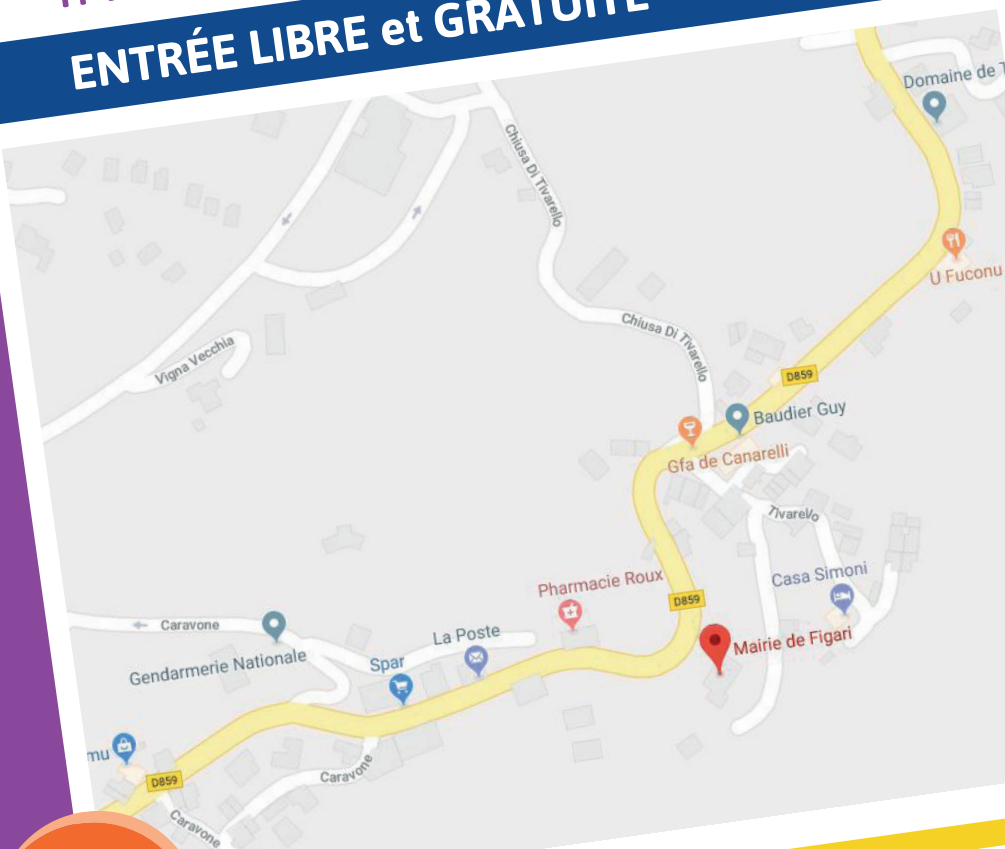 ENTRÉE LIBRE et GRATUITE
Domaine de
Chiusa Di Tivarello
U Fuconu
Chiusa Di Tivarello
Vigna Vecchia
D859
Baudier Guy
Gfa de Canarelli
Tivarello
Casa Simoni
Pharmacie Roux
D859
Mairie de Figari
Caravone
La Poste
Gendarmerie Nationale
Spar
D859
Caravone
Caravone